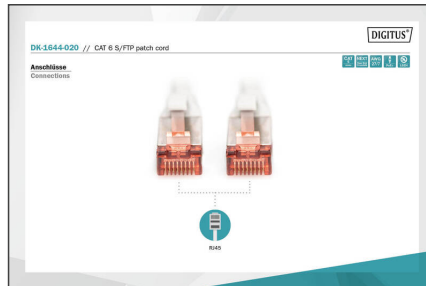 DIGITUS®
DK-1644-020 // CAT 6 S/FTP patch cord
Anschlüsse
Connections
RJ45